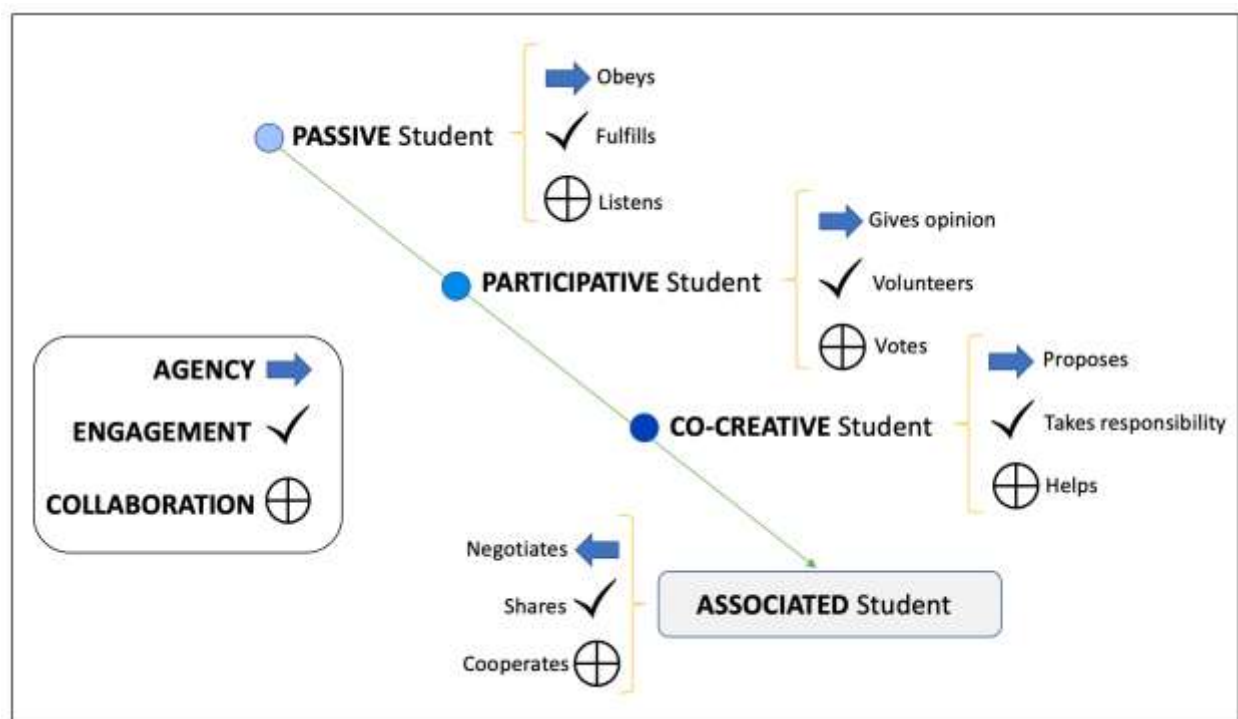 Obeys
PASSIVE Student
Fulfills
Listens
Gives opinion
PARTICIPATIVE Student
Volunteers
Votes
AGENCY
ENGAGEMENT
COLLABORATION
Proposes
CO-CREATIVE Student
Takes responsibility
Helps
Negotiates
Shares
Cooperates
ASSOCIATED Student